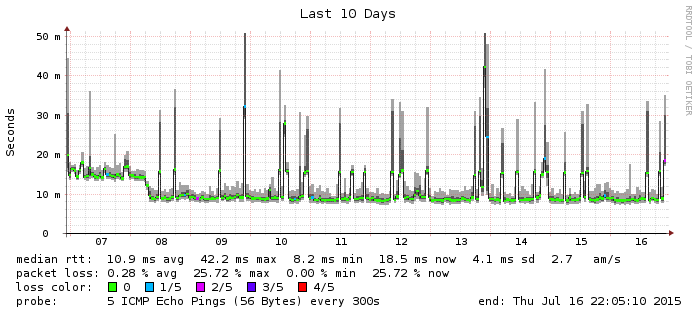 Last 10 Days
RRDTOOL / TOBI OETIKER
Seconds
50 m
40 m
30 m
20 m
10 m
0
07 08 09 10 11 12 13 14 15 16
median rtt: 10.9 ms avg 42.2 ms max 8.2 ms min 18.5 ms now 4.1 ms sd 2.7 am/s
packet loss: 0.28 % avg 25.72 % max 0.00 % min 25.72 % now
loss color: 0 1/5 2/5 3/5 4/5
probe: 5 ICMP Echo Pings (56 Bytes) every 300s end: Thu Jul 16 22:05:10 2015